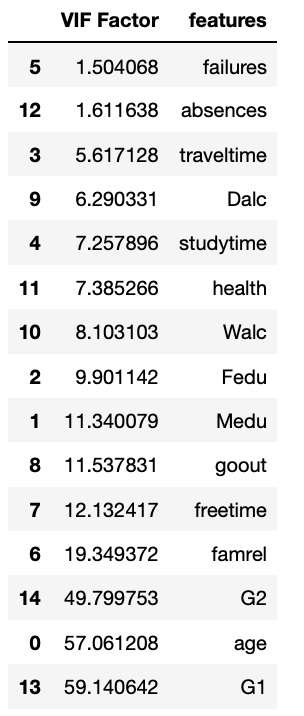 VIF Factor features
5 1.504068 failures
12 1.611638 absences
3 5.617128 traveltime
9 6.290331 Dalc
4 7.257896 studytime
11 7.385266 health
10 8.103103 Walc
2 9.901142 Fedu
1 11.340079 Medu
8 11.537831 goout
7 12.132417 freetime
6 19.349372 famrel
14 49.799753 G2
0 57.061208 age
13 59.140642 G1